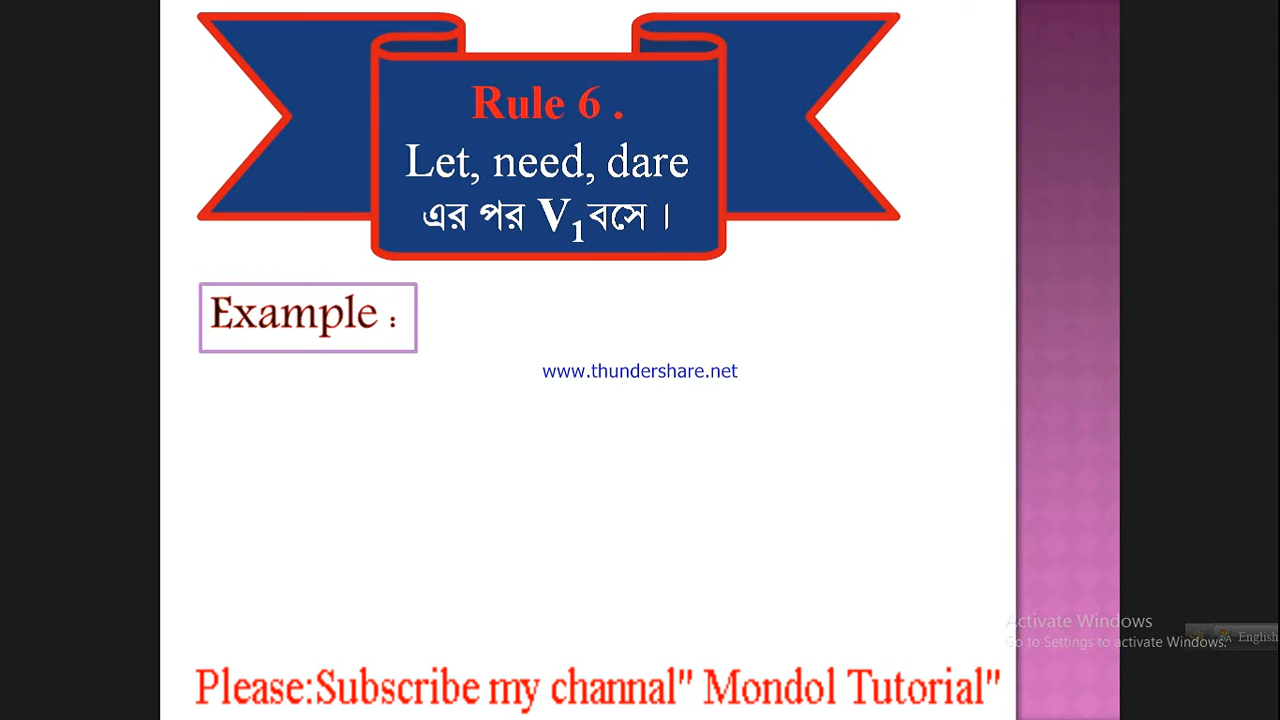 Rule 6 .
Let, need, dare
এর পর V1 বসে ।
Example :
www.thundershare.net
Activate Windows
Go to Settings to activate Windows.
English
Please:Subscribe my channal" Mondol Tutorial"